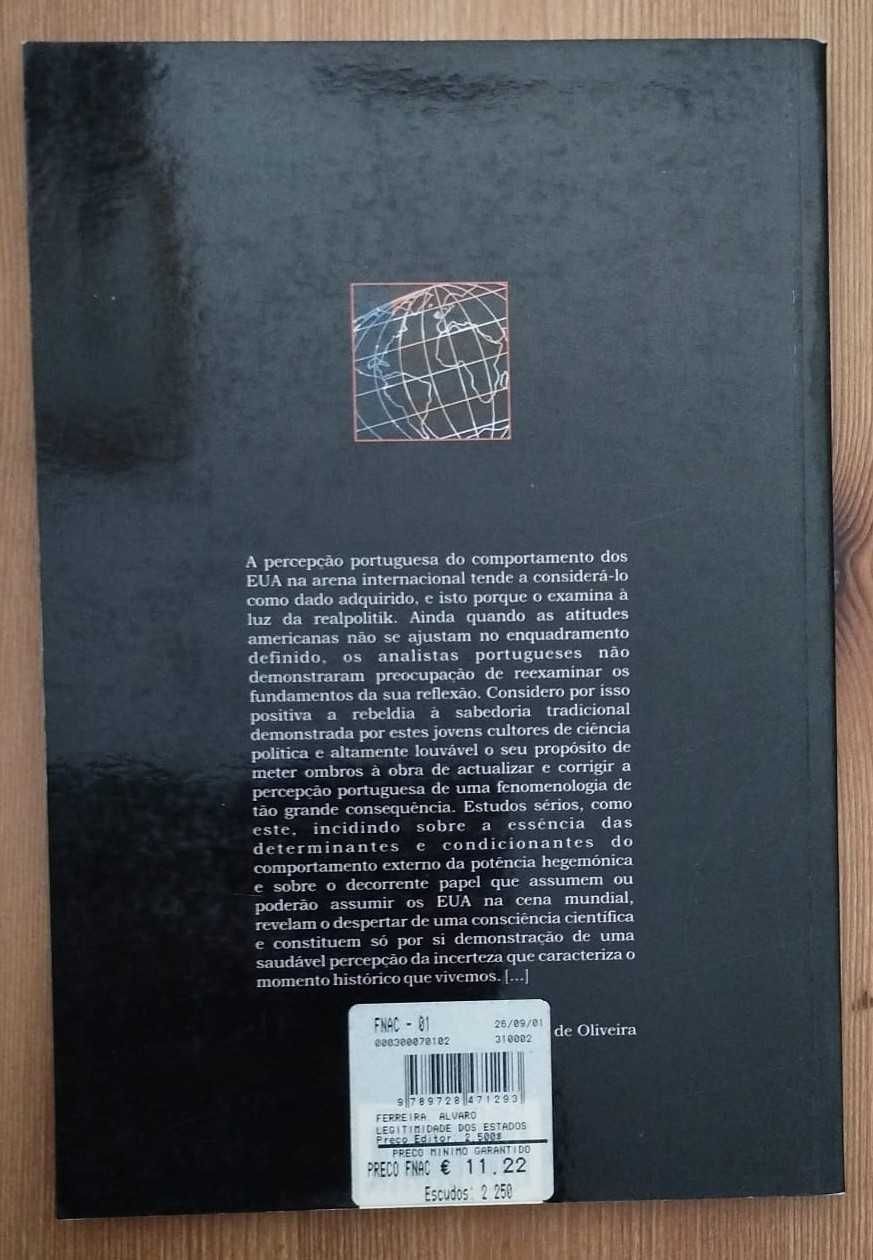 A percepção portuguesa do comportamento dos
EUA na arena internacional tende a considerá-lo
como dado adquirido, e isto porque o examina à
luz da realpolitik. Ainda quando as atitudes
americanas não se ajustam no enquadramento
definido, os analistas portugueses não
demonstraram preocupação de reexaminar os
fundamentos da sua reflexão. Considero por isso
positiva a rebeldia à sabedoria tradicional
demonstrada por estes jovens cultores de ciência
política e altamente louvável o seu propósito de
meter ombros à obra de actualizar e corrigir a
percepção portuguesa de uma fenomenologia de
tão grande consequência. Estudos sérios, como
este, incidindo sobre a essência das
determinantes e condicionantes do
comportamento externo da potência hegemónica
e sobre o decorrente papel que assumem ou
poderão assumir os EUA na cena mundial,
revelam o despertar de uma consciência científica
e constituem só por si demonstração de uma
saudável percepção da incerteza que caracteriza o
momento histórico que vivemos. [...]
de Oliveira
FNAC - 01 26/09/01
000300070102 310002
9 789728 471293
FERREIRA, ALVARO
LEGITIMIDADE DOS ESTADOS
Preço Editor: 2.500$
PRECO MINIMO GARANTIDO
PRECO FNAC € 11.22
Escudos: 2 250